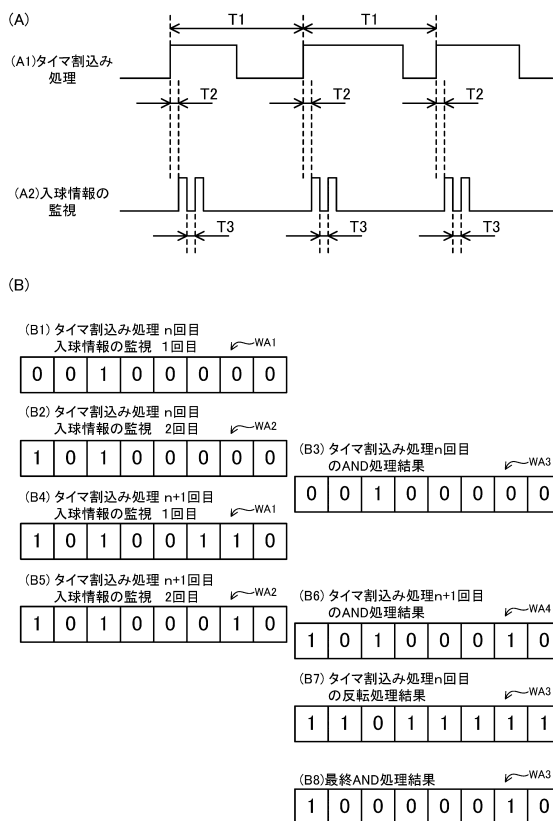 (A)
T1 T1
(A1)タイマ割込み
処理
T2 T2 T2
(A2)入球情報の
監視
T3 T3 T3
(B)
(B1) タイマ割込み処理 n回目
入球情報の監視 1回目 WA1
0 0 1 0 0 0 0 0
(B2) タイマ割込み処理 n回目
入球情報の監視 2回目 WA2
1 0 1 0 0 0 0 0
(B3) タイマ割込み処理n回目
のAND処理結果 WA3
0 0 1 0 0 0 0 0
(B4) タイマ割込み処理 n+1回目
入球情報の監視 1回目 WA1
1 0 1 0 0 1 1 0
(B5) タイマ割込み処理 n+1回目
入球情報の監視 2回目 WA2
1 0 1 0 0 0 1 0
(B6) タイマ割込み処理n+1回目
のAND処理結果 WA4
1 0 1 0 0 0 1 0
(B7) タイマ割込み処理n回目
の反転処理結果 WA3
1 1 0 1 1 1 1 1
(B8)最終AND処理結果 WA3
1 0 0 0 0 0 1 0